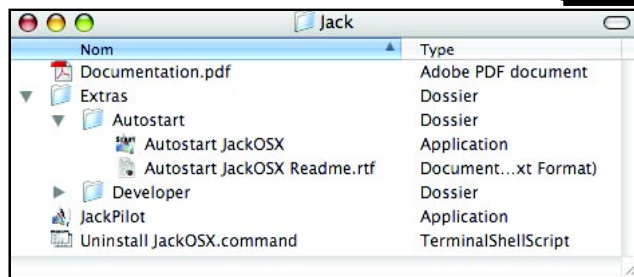 Jack
Nom Type
Documentation.pdf Adobe PDF document
Extras Dossier
Autostart Dossier
Autostart JackOSX Application
Autostart JackOSX Readme.rtf Document...xt Format)
Developer Dossier
JackPilot Application
Uninstall JackOSX.command TerminalShellScript